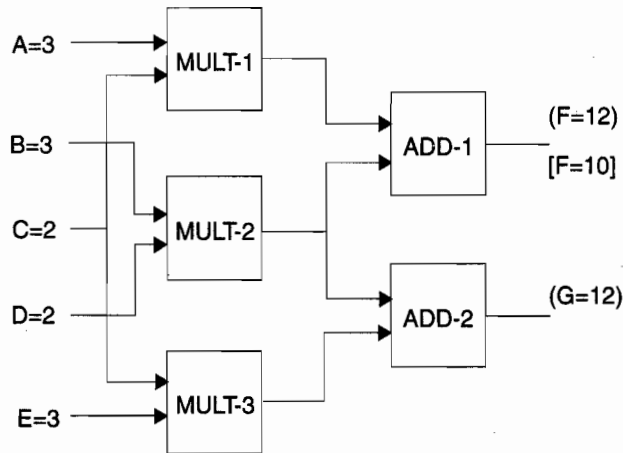 A=3
MULT-1
(F=12)
ADD-1
B=3
[F=10]
C=2
MULT-2
(G=12)
D=2
ADD-2
MULT-3
E=3